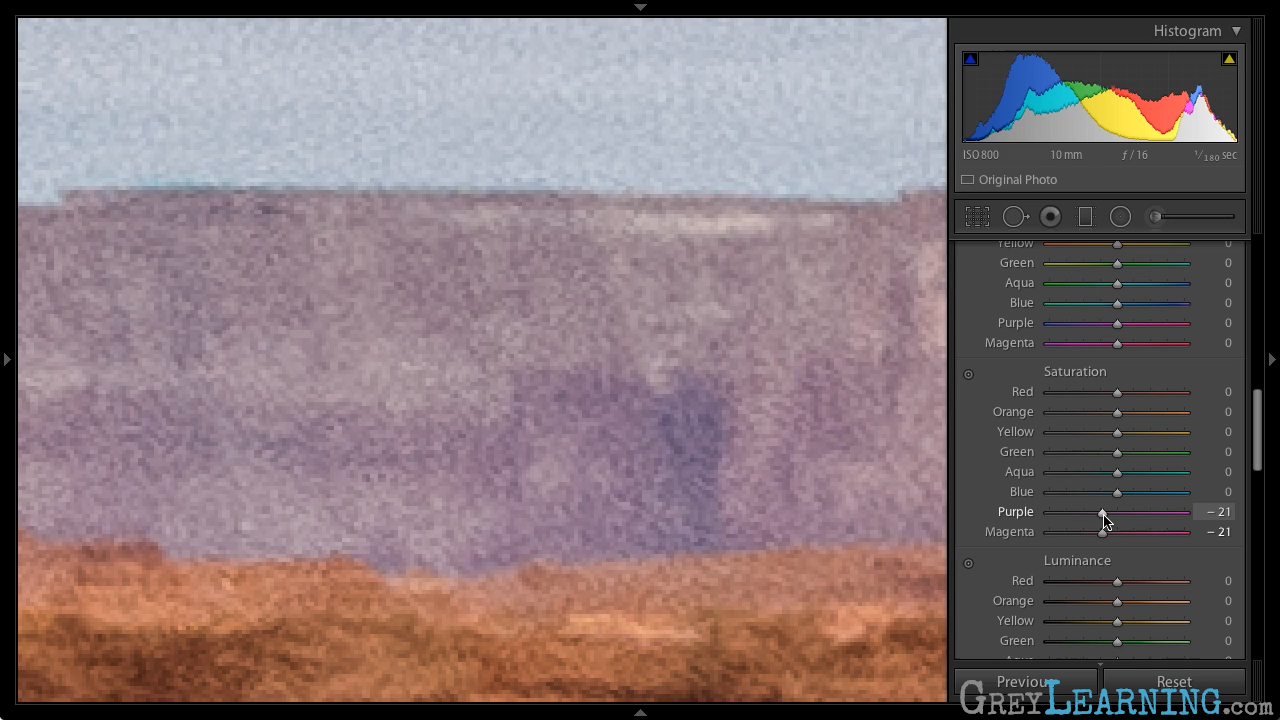 Histogram
ISO 800 10 mm ƒ / 16 1/180 sec
Original Photo
Yellow 0
Green 0
Aqua 0
Blue 0
Purple 0
Magenta 0
Saturation
Red 0
Orange 0
Yellow 0
Green 0
Aqua 0
Blue 0
Purple – 21
Magenta – 21
Luminance
Red 0
Orange 0
Yellow 0
Green 0
Previous Reset
GREYLEARNING.com